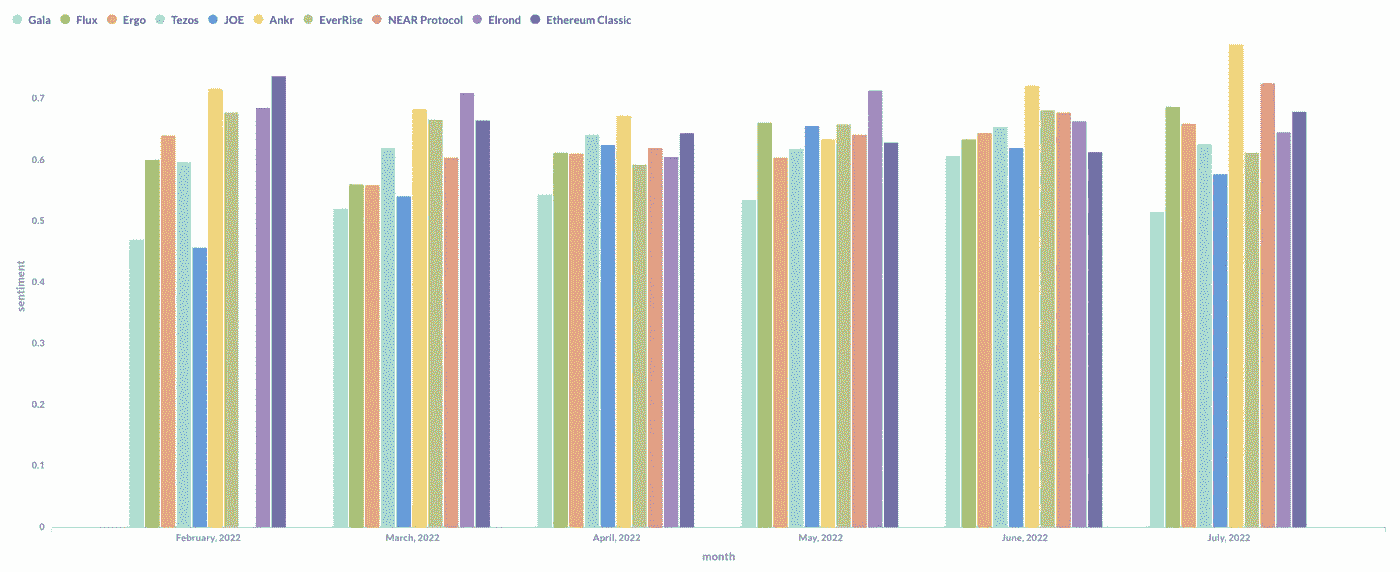 Gala Flux Ergo Tezos JOE Ankr EverRise NEAR Protocol Elrond Ethereum Classic
0.7
0.6
0.5
sentiment
0.4
0.3
0.2
0.1
0
February, 2022 March, 2022 April, 2022 May, 2022 June, 2022 July, 2022
month